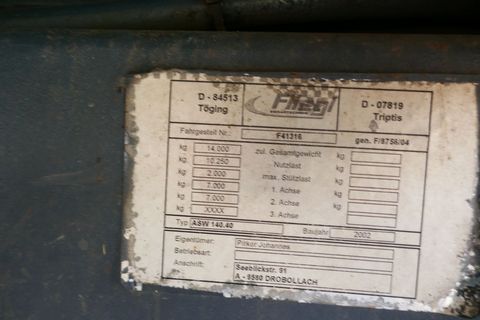 D - 84513
Töging
Fliegl
D - 07819
Triptis
Fahrgestell Nr.: F41316 gen. F/8756/04
kg 14.000 zul. Gesamtgewicht kg
kg 10.250 Nutzlast kg
kg 2.000 max. Stützlast kg
kg 7.000 1. Achse kg
kg 7.000 2. Achse kg
kg XXXX 3. Achse
Typ ASW 140.40 Baujahr 2002
Eigentümer: Pirker Johannes
Betriebsart:
Anschrift: Seeblickstr. 91
A - 9580 DROBOLLACH